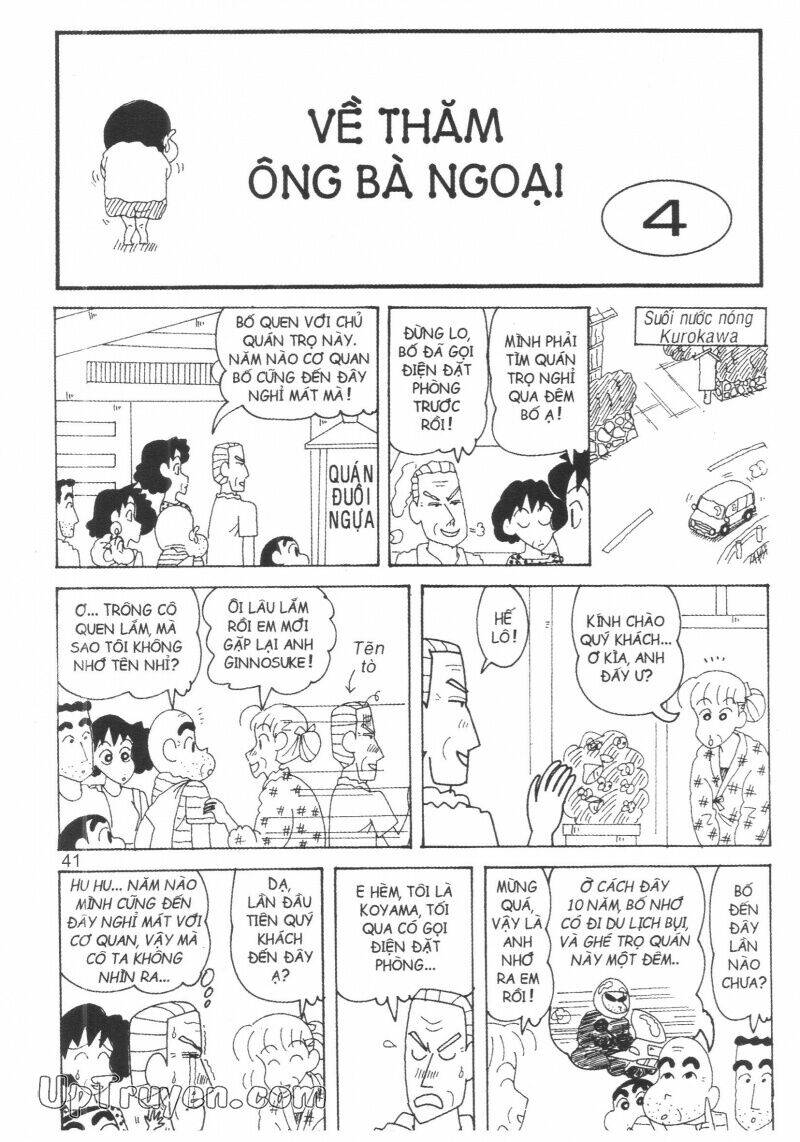 VỀ THĂM
ÔNG BÀ NGOẠI
4
Suối nước nóng
Kurokawa
MÌNH PHẢI
TÌM QUÁN
TRỌ NGHỈ
QUA ĐÊM
BỐ Ạ!
ĐỪNG LO,
BỐ ĐÃ GỌI
ĐIỆN ĐẶT
PHÒNG
TRƯỚC
RỒI!
BỐ QUEN VỚI CHỦ
QUÁN TRỌ NÀY.
NĂM NÀO CƠ QUAN
BỐ CŨNG ĐẾN ĐÂY
NGHỈ MÁT MÀ!
QUÁN
ĐUÔI
NGỰA
KÍNH CHÀO
QUÝ KHÁCH...
Ơ KÌA, ANH
ĐẤY Ư?
HẾ
LÔ!
Tẽn
tò
ÔI LÂU LẮM
RỒI EM MỚI
GẶP LẠI ANH
GINNOSUKE!
Ơ... TRÔNG CÔ
QUEN LẮM, MÀ
SAO TÔI KHÔNG
NHỚ TÊN NHỈ?
41
BỐ
ĐẾN
ĐÂY
LẦN
NÀO
CHƯA?
Ờ CÁCH ĐÂY
10 NĂM, BỐ NHỚ
CÓ ĐI DU LỊCH BỤI,
VÀ GHÉ TRỌ QUÁN
NÀY MỘT ĐÊM..
MỪNG
QUÁ,
VẬY LÀ
ANH
NHỚ
RA EM
RỒI!
E HÈM, TÔI LÀ
KOYAMA, TỐI
QUA CÓ GỌI
ĐIỆN ĐẶT
PHÒNG...
DẠ,
LẦN ĐẦU
TIÊN QUÝ
KHÁCH
ĐẾN ĐÂY
Ạ?
HU HU... NĂM NÀO
MÌNH CŨNG ĐẾN
ĐÂY NGHỈ MÁT VỚI
CƠ QUAN, VẬY MÀ
CÔ TA KHÔNG
NHÌN RA...
UpTruyen.com